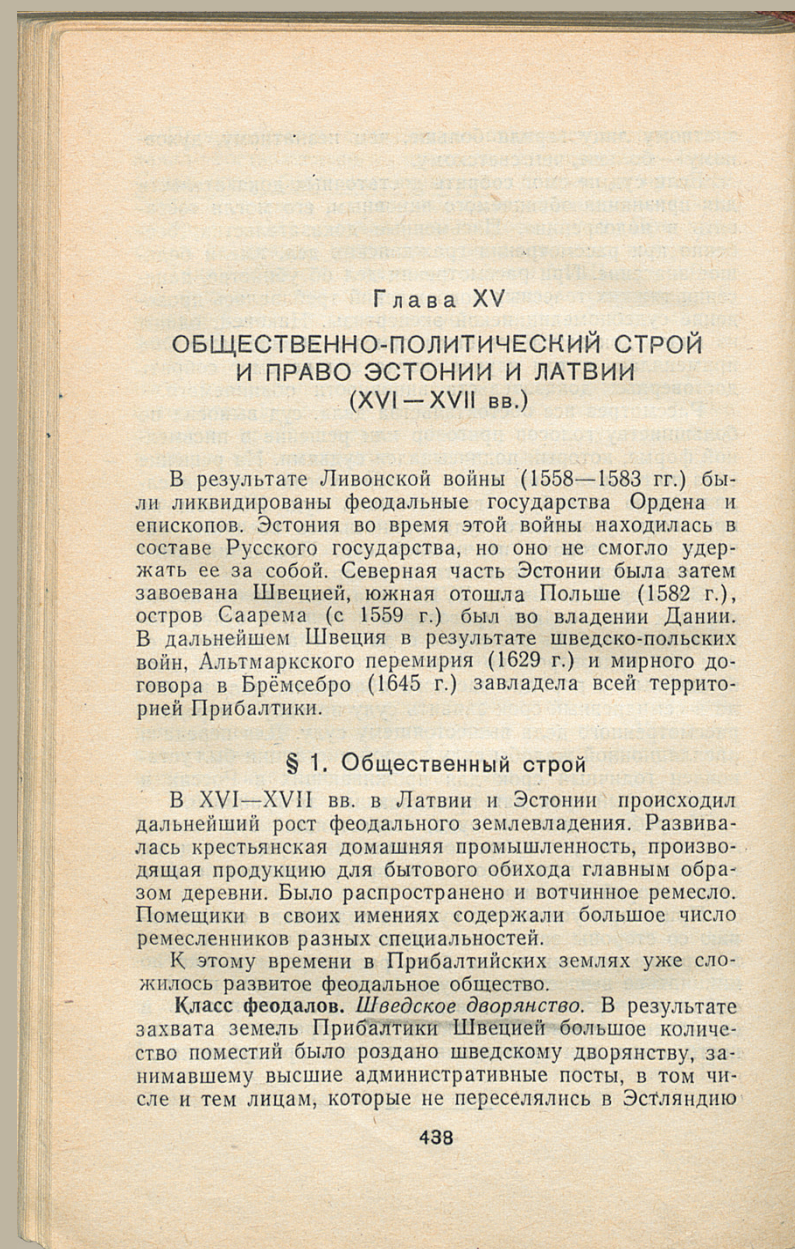 Глава XV
ОБЩЕСТВЕННО-ПОЛИТИЧЕСКИЙ СТРОЙ
И ПРАВО ЭСТОНИИ И ЛАТВИИ
(XVI — XVII вв.)
В результате Ливонской войны (1558—1583 гг.) бы-
ли ликвидированы феодальные государства Ордена и
епископов. Эстония во время этой войны находилась в
составе Русского государства, но оно не смогло удер-
жать ее за собой. Северная часть Эстонии была затем
завоевана Швецией, южная отошла Польше (1582 г.),
остров Саарема (с 1559 г.) был во владении Дании.
В дальнейшем Швеция в результате шведско-польских
войн, Альтмаркского перемирия (1629 г.) и мирного до-
говора в Брёмсебро (1645 г.) завладела всей террито-
рией Прибалтики.
§ 1. Общественный строй
В XVI—XVII вв. в Латвии и Эстонии происходил
дальнейший рост феодального землевладения. Развива-
лась крестьянская домашняя промышленность, произво-
дящая продукцию для бытового обихода главным обра-
зом деревни. Было распространено и вотчинное ремесло.
Помещики в своих имениях содержали большое число
ремесленников разных специальностей.
К этому времени в Прибалтийских землях уже сло-
жилось развитое феодальное общество.
Класс феодалов. Шведское дворянство. В результате
захвата земель Прибалтики Швецией большое количе-
ство поместий было роздано шведскому дворянству, за-
нимавшему высшие административные посты, в том чи-
сле и тем лицам, которые не переселялись в Эстляндию
438